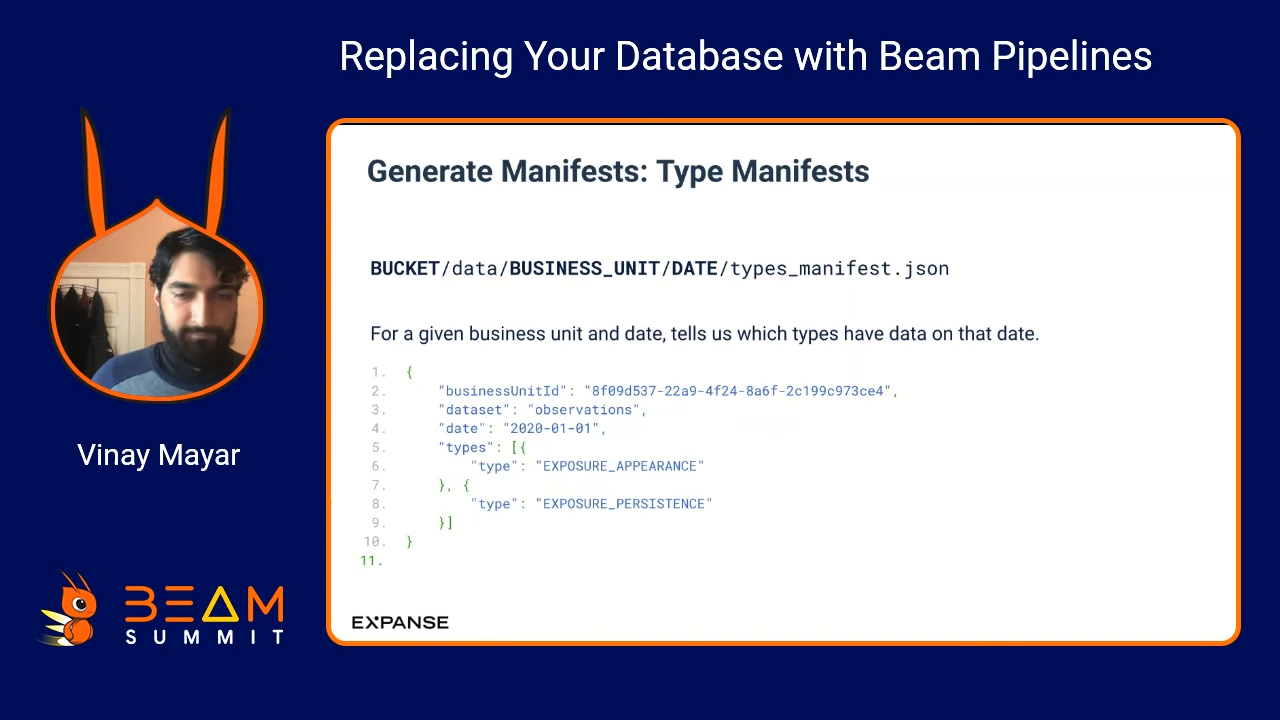 Replacing Your Database with Beam Pipelines
Generate Manifests: Type Manifests
BUCKET/data/BUSINESS_UNIT/DATE/types_manifest.json
For a given business unit and date, tells us which types have data on that date.
1. {
2. "businessUnitId": "8f09d537-22a9-4f24-8a6f-2c199c973ce4",
3. "dataset": "observations",
4. "date": "2020-01-01",
5. "types": [{
6. "type": "EXPOSURE_APPEARANCE"
7. }, {
8. "type": "EXPOSURE_PERSISTENCE"
9. }]
10. }
11.
EXPANSE
Vinay Mayar
BEAM
SUMMIT